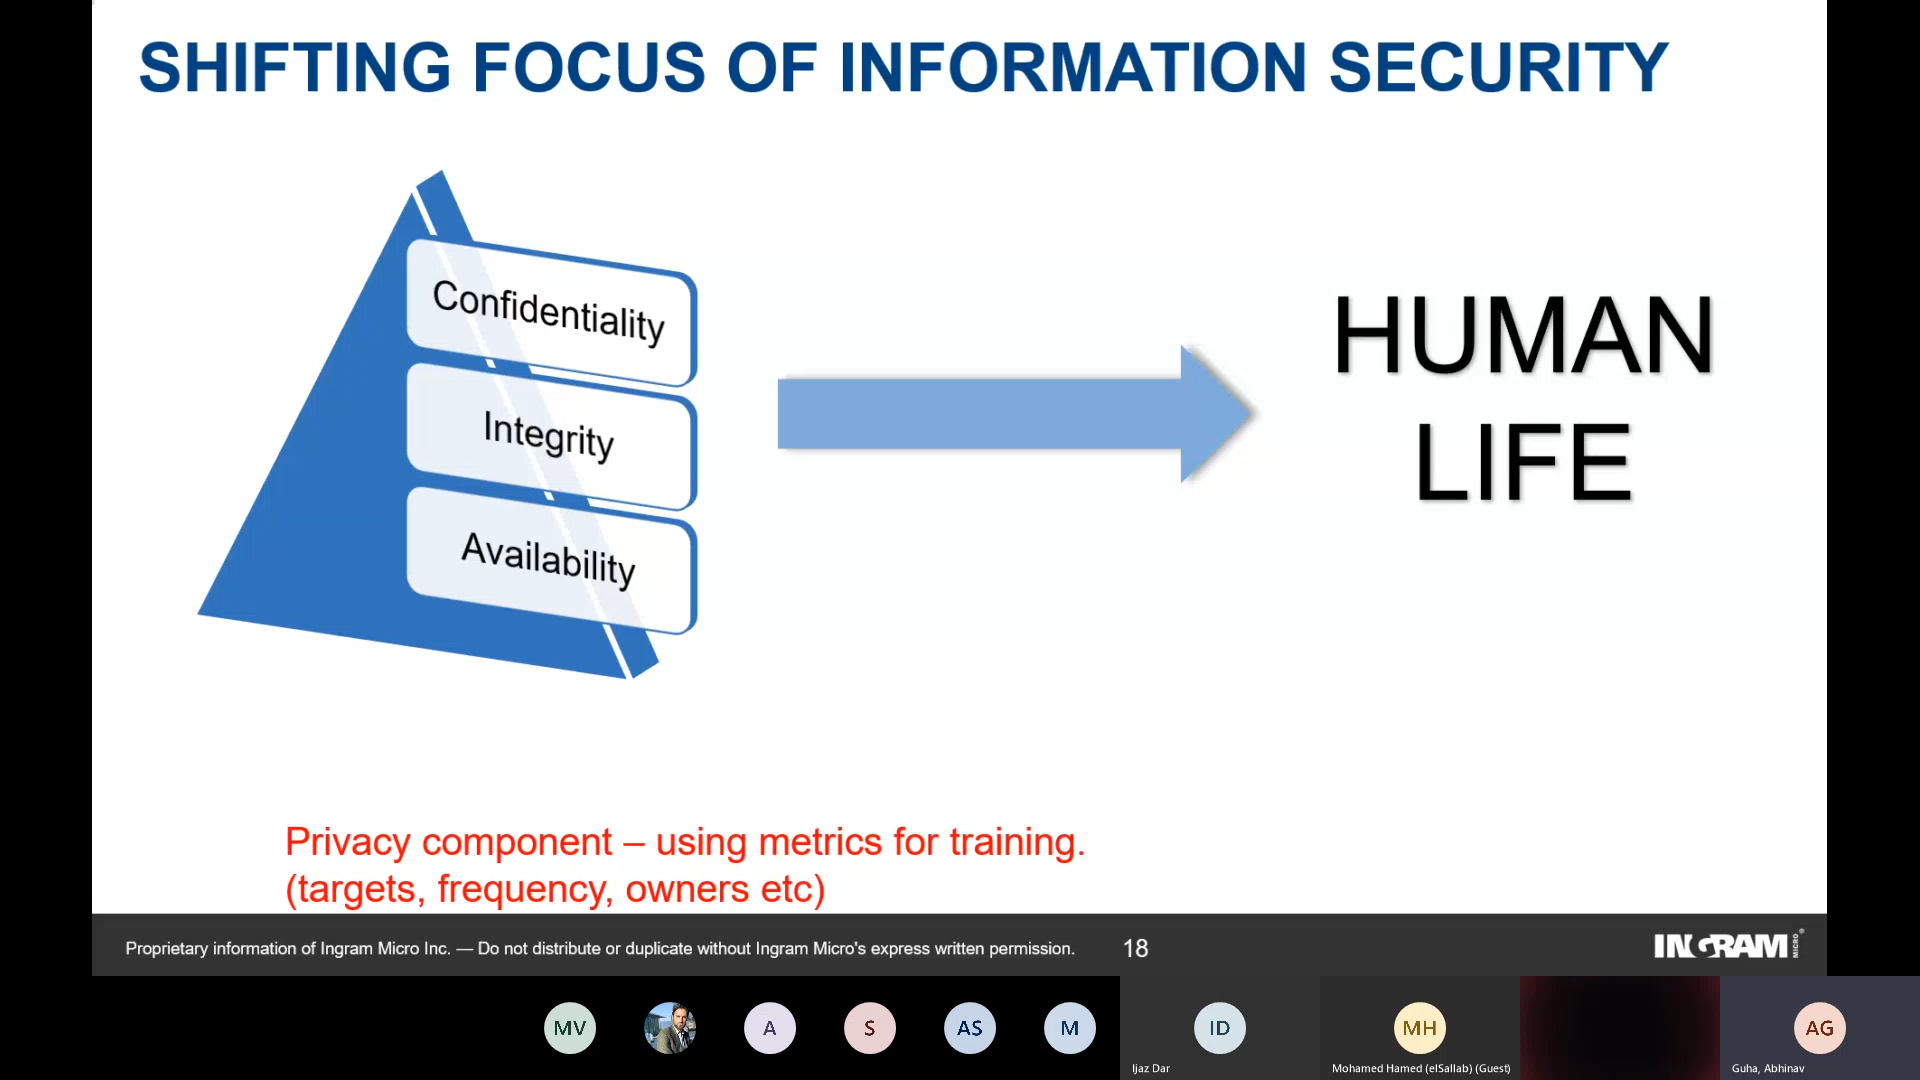 SHIFTING FOCUS OF INFORMATION SECURITY
Confidentiality
Integrity
Availability
HUMAN
LIFE
Privacy component – using metrics for training.
(targets, frequency, owners etc)
Proprietary information of Ingram Micro Inc. — Do not distribute or duplicate without Ingram Micro's express written permission.
18
INGRAM MICRO®
MV
A
S
AS
M
ID
MH
AG
Ijaz Dar
Mohamed Hamed (elSallab) (Guest)
Guha, Abhinav